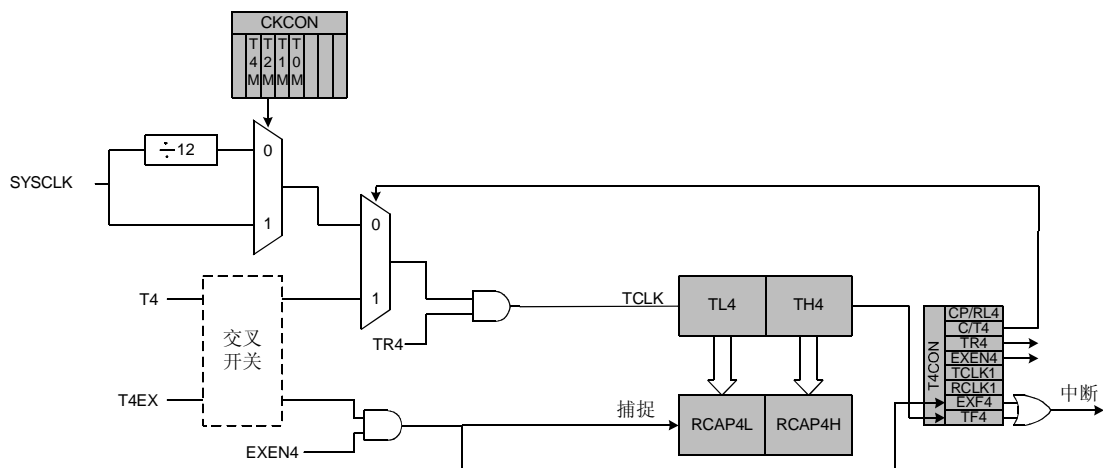 CKCON
T4M
T2M
T1M
T0M
÷12
0
SYSCLK
1
0
T4
1
TCLK
TL4
TH4
CP/RL4
C/T4
TR4
EXEN4
TCLK1
RCLK1
EXF4
TF4
T4CON
交叉
开关
TR4
中断
T4EX
捕捉
RCAP4L
RCAP4H
EXEN4